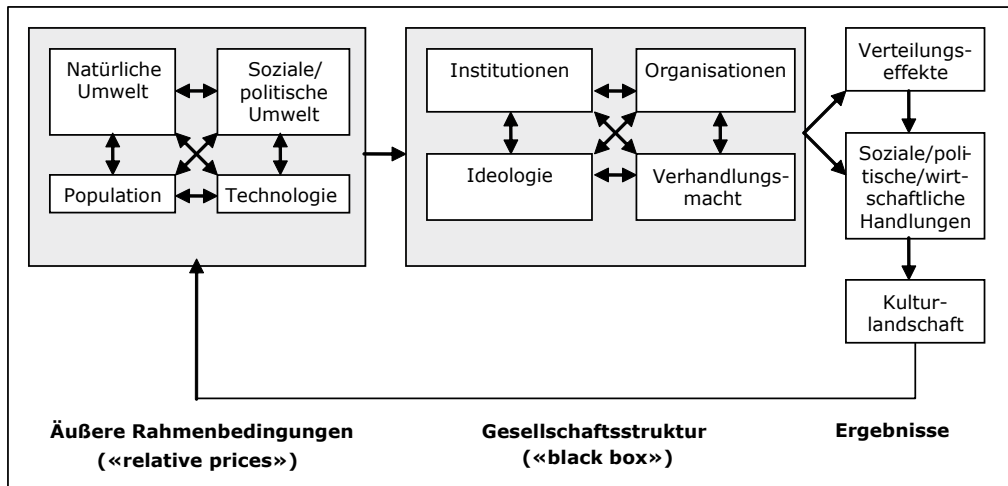 Natürliche
Umwelt
Soziale/
politische
Umwelt
Population
Technologie
Institutionen
Organisationen
Ideologie
Verhandlungs-
macht
Verteilungs-
effekte
Soziale/poli-
tische/wirt-
schaftliche
Handlungen
Kultur-
landschaft
Äußere Rahmenbedingungen
(«relative prices»)
Gesellschaftsstruktur
(«black box»)
Ergebnisse